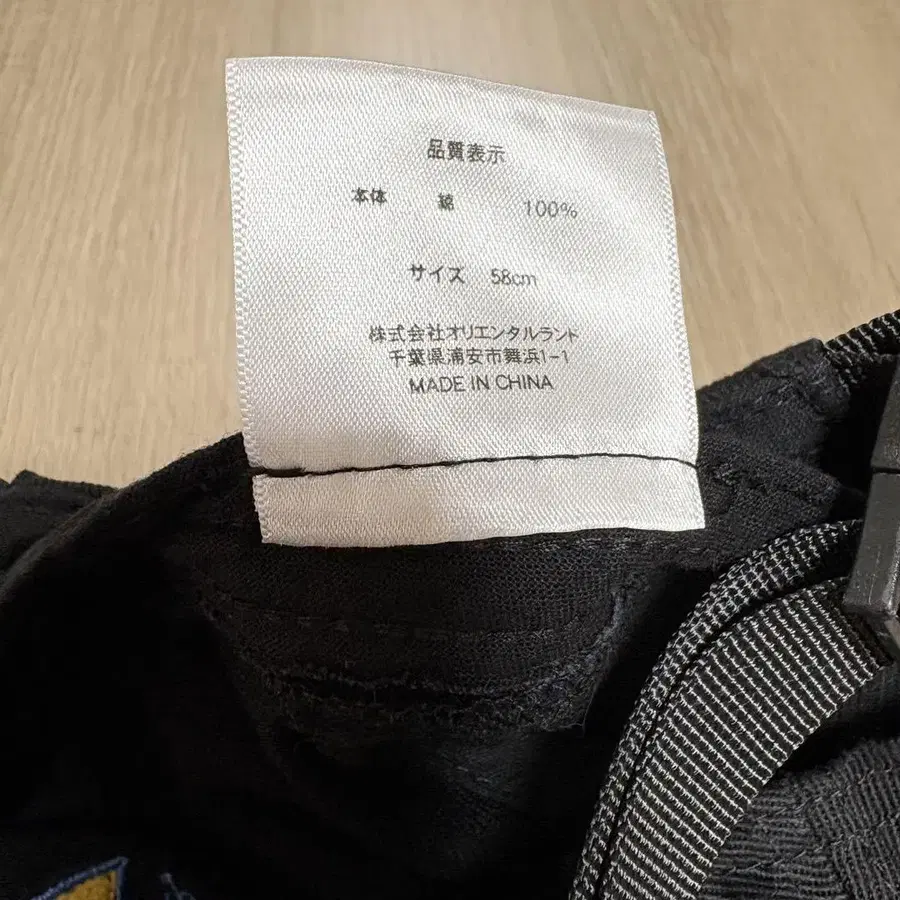 品質表示
本体 綿 100%
サイズ 58cm
株式会社オリエンタルランド
千葉県浦安市舞浜1-1
MADE IN CHINA